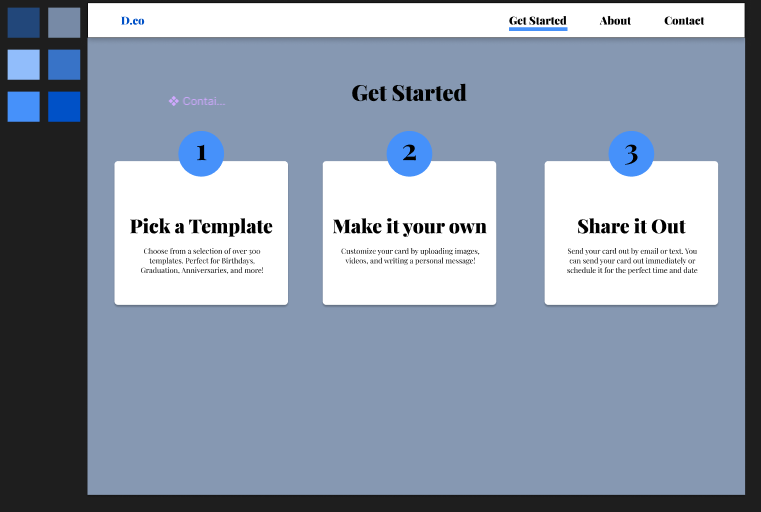 D.co
Get Started
About
Contact
Contai...
Get Started
1
2
3
Pick a Template
Choose from a selection of over 300
templates. Perfect for Birthdays,
Graduation, Anniversaries, and more!
Make it your own
Customize your card by uploading images,
videos, and writing a personal message!
Share it Out
Send your card out by email or text. You
can send your card out immediately or
schedule it for the perfect time and date